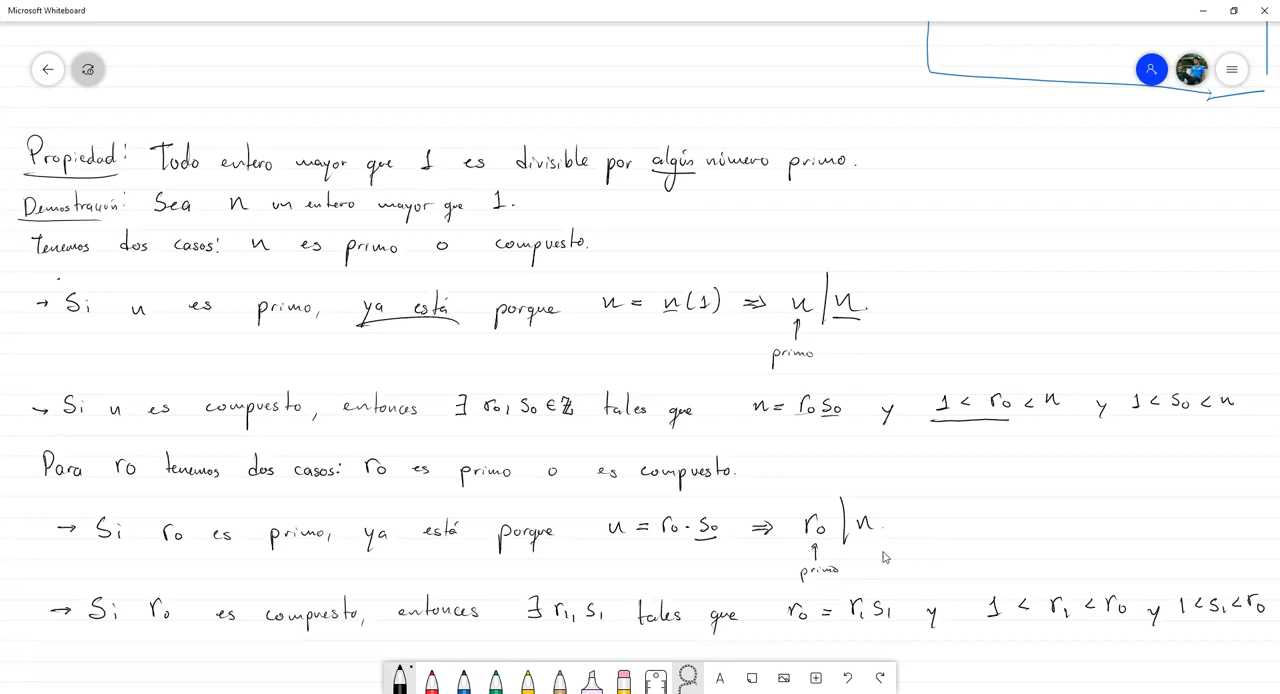 Microsoft Whiteboard
Propiedad: Todo entero mayor que 1 es divisible por algún número primo.
Demostración: Sea n un entero mayor que 1.
Tenemos dos casos: n es primo o compuesto.
→ Si n es primo, ya está porque n = n(1) ⇒ n | n.
↑
primo
→ Si n es compuesto, entonces ∃ r₀, s₀ ∈ ℤ tales que n = r₀ s₀ y 1 < r₀ < n y 1 < s₀ < n
Para r₀ tenemos dos casos: r₀ es primo o es compuesto.
→ Si r₀ es primo, ya está porque n = r₀ · s₀ ⇒ r₀ | n.
↑
primo
→ Si r₀ es compuesto, entonces ∃ r₁, s₁ tales que r₀ = r₁ s₁ y 1 < r₁ < r₀ y 1 < s₁ < r₀
A